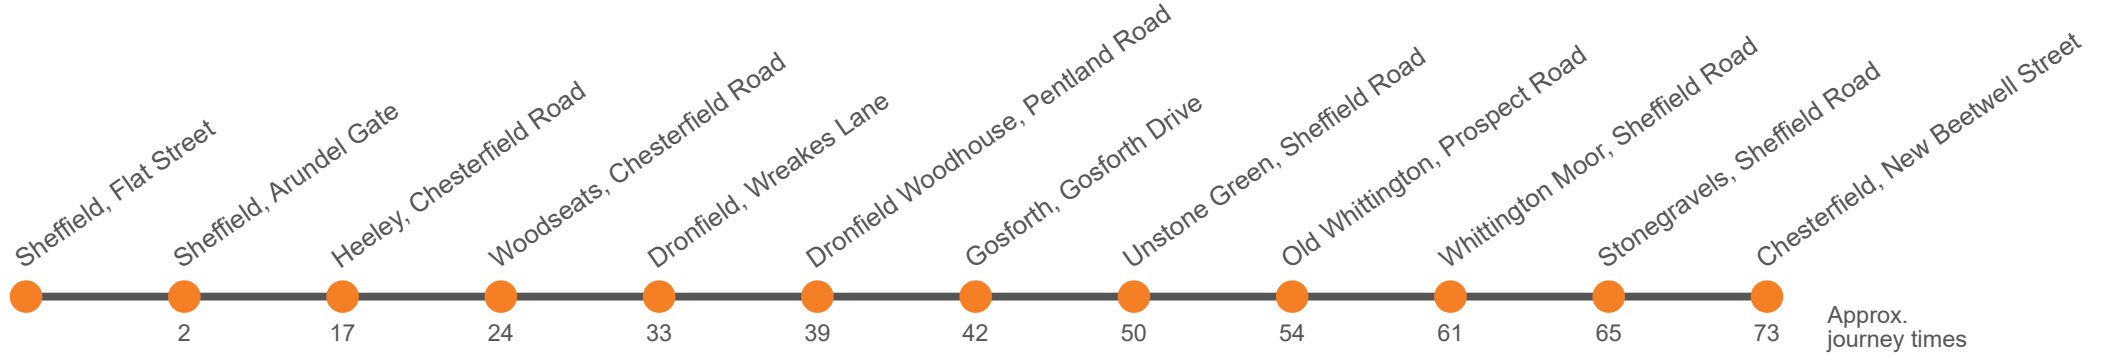 Sheffield, Flat Street
Sheffield, Arundel Gate
Heeley, Chesterfield Road
Woodseats, Chesterfield Road
Dronfield, Wreakes Lane
Dronfield Woodhouse, Pentland Road
Gosforth, Gosforth Drive
Unstone Green, Sheffield Road
Old Whittington, Prospect Road
Whittington Moor, Sheffield Road
Stonegravels, Sheffield Road
Chesterfield, New Beetwell Street
2 17 24 33 39 42 50 54 61 65 73
Approx.
journey times